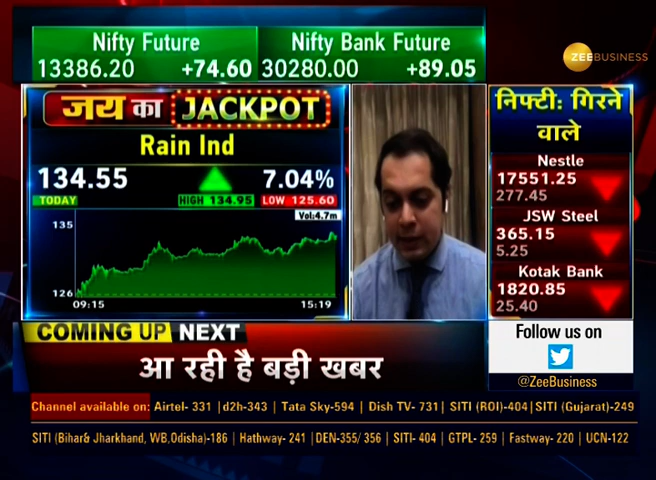 Nifty Future
13386.20 +74.60
Nifty Bank Future
30280.00 +89.05
ZEEBUSINESS
जय का JACKPOT
Rain Ind
134.55 7.04%
TODAY HIGH 134.95 LOW 125.60
Vol:4.7m
135
126
09:15 15:19
निफ्टी: गिरने
वाले
Nestle
17551.25
277.45
JSW Steel
365.15
5.25
Kotak Bank
1820.85
25.40
COMING UP NEXT
आ रही है बड़ी खबर
Follow us on
@ZeeBusiness
Channel available on: Airtel- 331 | d2h-343 | Tata Sky-594 | Dish TV- 731 | SITI (ROI)-404 | SITI (Gujarat)-249
SITI (Bihar& Jharkhand, WB,Odisha)-186 | Hathway- 241 | DEN-355/ 356 | SITI- 404 | GTPL- 259 | Fastway- 220 | UCN-122